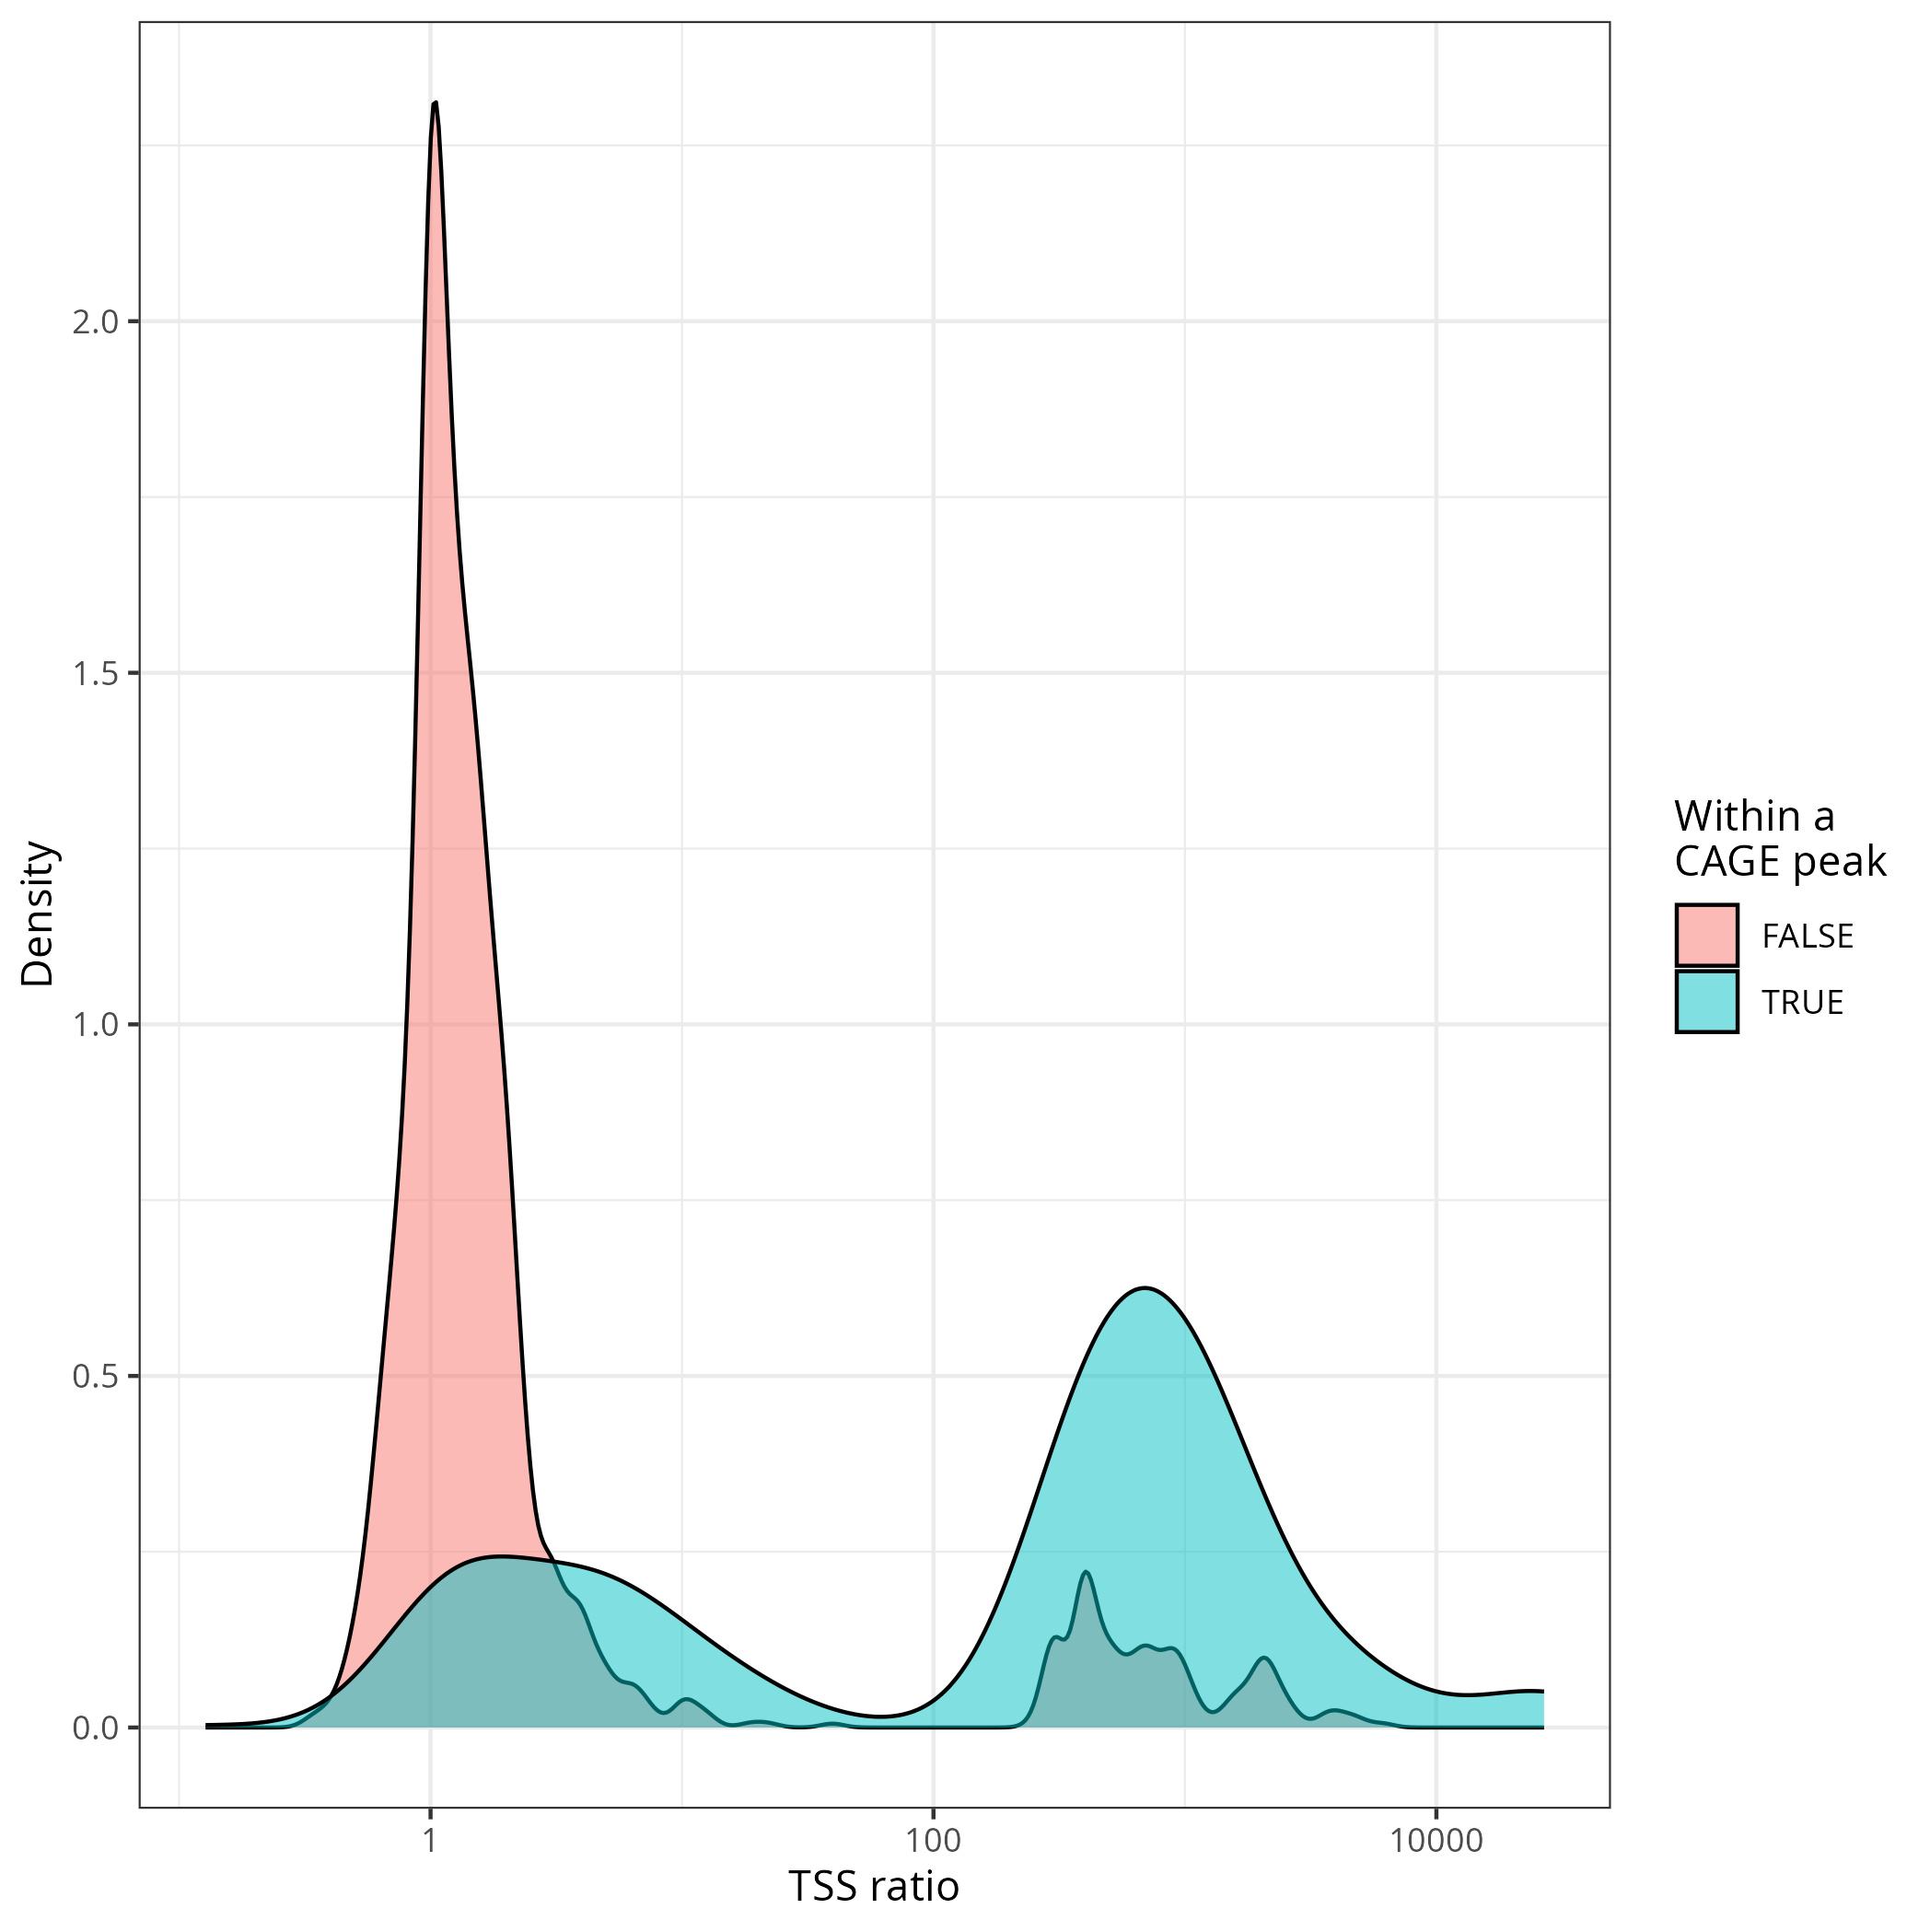 2.0
1.5
1.0
0.5
0.0
Density
1
100
10000
TSS ratio
Within a
CAGE peak
FALSE
TRUE